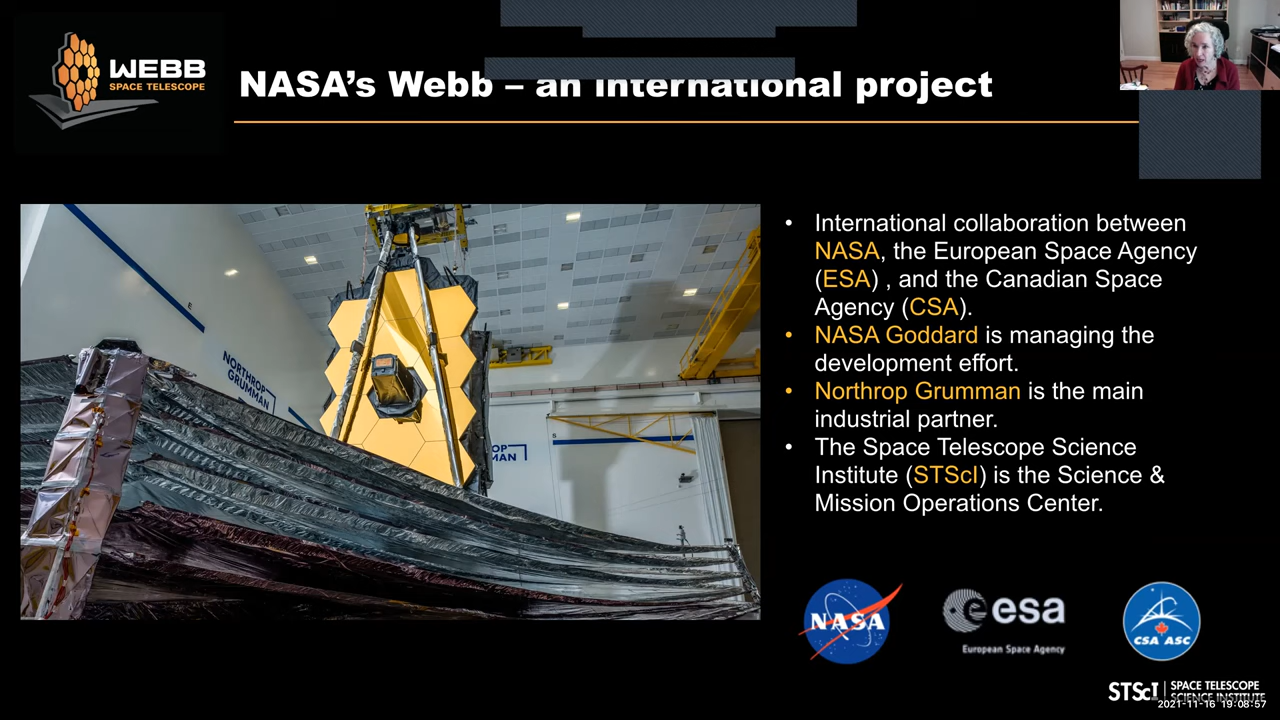 WEBB
SPACE TELESCOPE
NASA’s Webb – an international project
NORTHROP
GRUMMAN
OP
MAN
• International collaboration between
NASA, the European Space Agency
(ESA) , and the Canadian Space
Agency (CSA).
• NASA Goddard is managing the
development effort.
• Northrop Grumman is the main
industrial partner.
• The Space Telescope Science
Institute (STScI) is the Science &
Mission Operations Center.
NASA
esa
European Space Agency
CSA ASC
STScI | SPACE TELESCOPE
SCIENCE INSTITUTE
2021-11-16 19:08:57